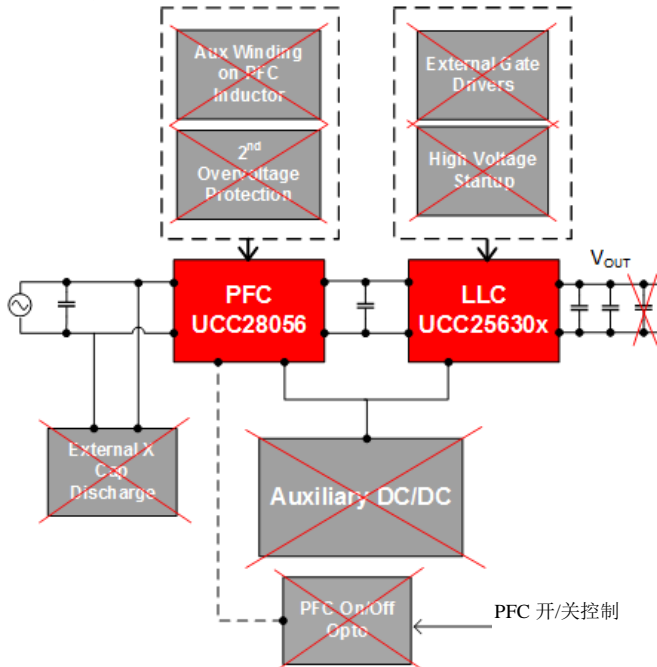 Aux Winding
on PFC
Inductor
2nd
Overvoltage
Protection
External Gate
Drivers
High Voltage
Startup
PFC
UCC28056
LLC
UCC25630x
VOUT
External X
Cap
Discharge
Auxiliary DC/DC
PFC On/Off
Opto
PFC 开/关控制